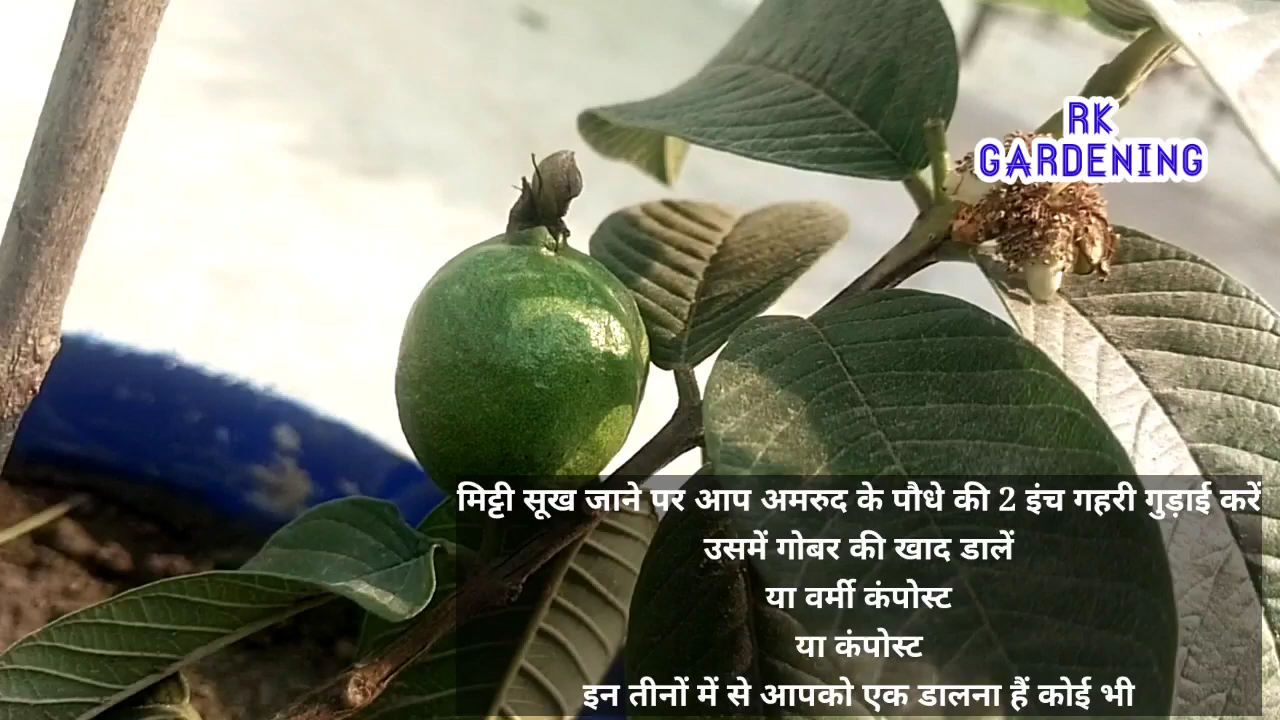 RK
GARDENING
मिट्टी सूख जाने पर आप अमरुद के पौधे की 2 इंच गहरी गुड़ाई करें
उसमें गोबर की खाद डालें
या वर्मी कंपोस्ट
या कंपोस्ट
इन तीनों में से आपको एक डालना हैं कोई भी